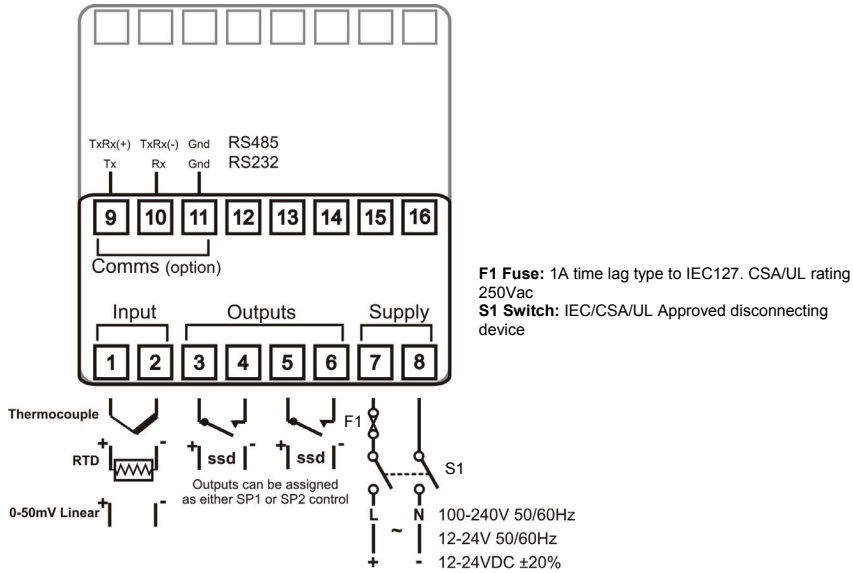 TxRx(+) TxRx(-) Gnd RS485
Tx Rx Gnd RS232
9 10 11 12 13 14 15 16
Comms (option)
Input Outputs Supply
1 2 3 4 5 6 7 8
Thermocouple
F1
+ - + ssd - + ssd -
RTD
S1
Outputs can be assigned
as either SP1 or SP2 control
0-50mV Linear + -
L N 100-240V 50/60Hz
~ 12-24V 50/60Hz
+ - 12-24VDC ±20%
F1 Fuse: 1A time lag type to IEC127. CSA/UL rating
250Vac
S1 Switch: IEC/CSA/UL Approved disconnecting
device